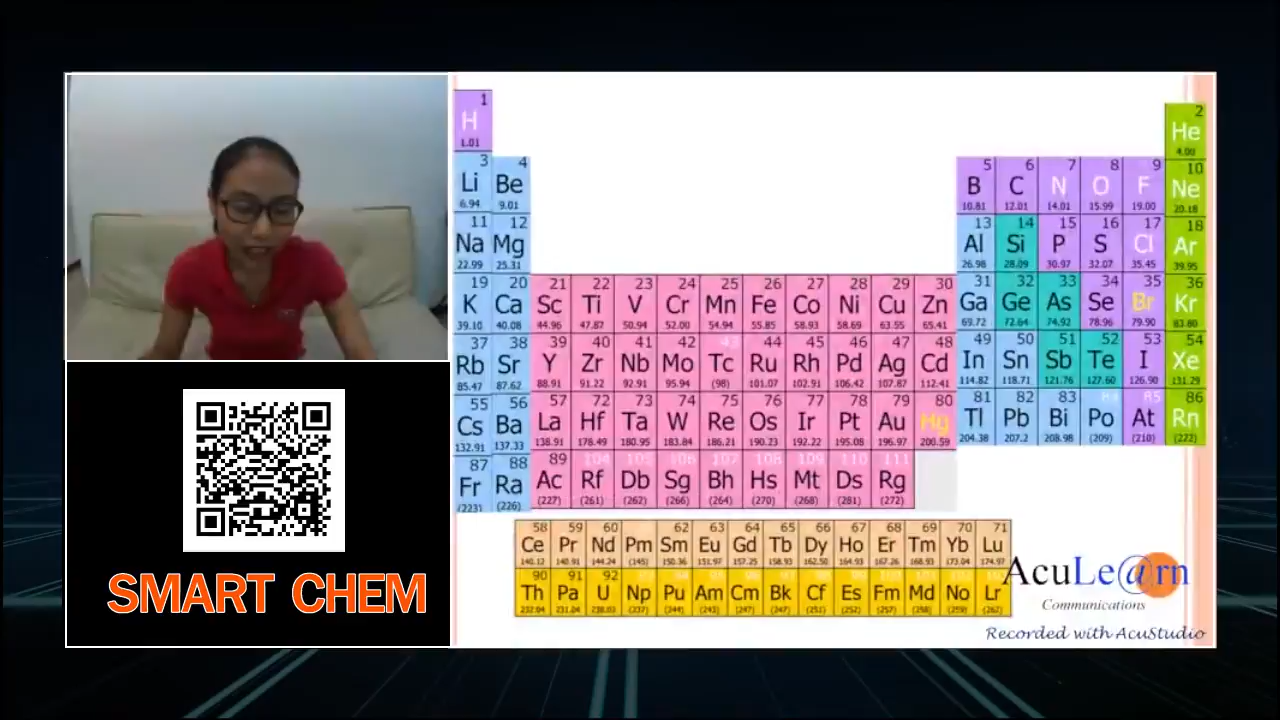 SMART CHEM
1 2
H He
1.01 4.00
3 4 5 6 7 8 9 10
Li Be B C N O F Ne
6.94 9.01 10.81 12.01 14.01 15.99 19.00 20.18
11 12 13 14 15 16 17 18
Na Mg Al Si P S Cl Ar
22.99 25.31 26.98 28.09 30.97 32.07 35.45 39.95
19 20 21 22 23 24 25 26 27 28 29 30 31 32 33 34 35 36
K Ca Sc Ti V Cr Mn Fe Co Ni Cu Zn Ga Ge As Se Br Kr
39.10 40.08 44.96 47.87 50.94 52.00 54.94 55.85 58.93 58.69 63.55 65.41 69.72 72.64 74.92 78.96 79.90 83.80
37 38 39 40 41 42 43 44 45 46 47 48 49 50 51 52 53 54
Rb Sr Y Zr Nb Mo Tc Ru Rh Pd Ag Cd In Sn Sb Te I Xe
85.47 87.62 88.91 91.22 92.91 95.94 (98) 101.07 102.91 106.42 107.87 112.41 114.82 118.71 121.76 127.60 126.90 131.29
55 56 57 72 73 74 75 76 77 78 79 80 81 82 83 84 85 86
Cs Ba La Hf Ta W Re Os Ir Pt Au Hg Tl Pb Bi Po At Rn
132.91 137.33 138.91 178.49 180.95 183.84 186.21 190.23 192.22 195.08 196.97 200.59 204.38 207.2 208.98 (209) (210) (222)
87 88 89 104 105 106 107 108 109 110 111
Fr Ra Ac Rf Db Sg Bh Hs Mt Ds Rg
(223) (226) (227) (261) (262) (266) (264) (270) (268) (281) (272)
58 59 60 62 63 64 65 66 67 68 69 70 71
Ce Pr Nd Pm Sm Eu Gd Tb Dy Ho Er Tm Yb Lu
140.12 140.91 144.24 (145) 150.36 151.97 157.25 158.93 162.50 164.93 167.26 168.93 173.04 174.97
90 91 92
Th Pa U Np Pu Am Cm Bk Cf Es Fm Md No Lr
232.04 231.04 238.03 (237) (244) (243) (247) (247) (251) (252) (257) (258) (259) (262)
AcuLe@rn
Communications
Recorded with AcuStudio